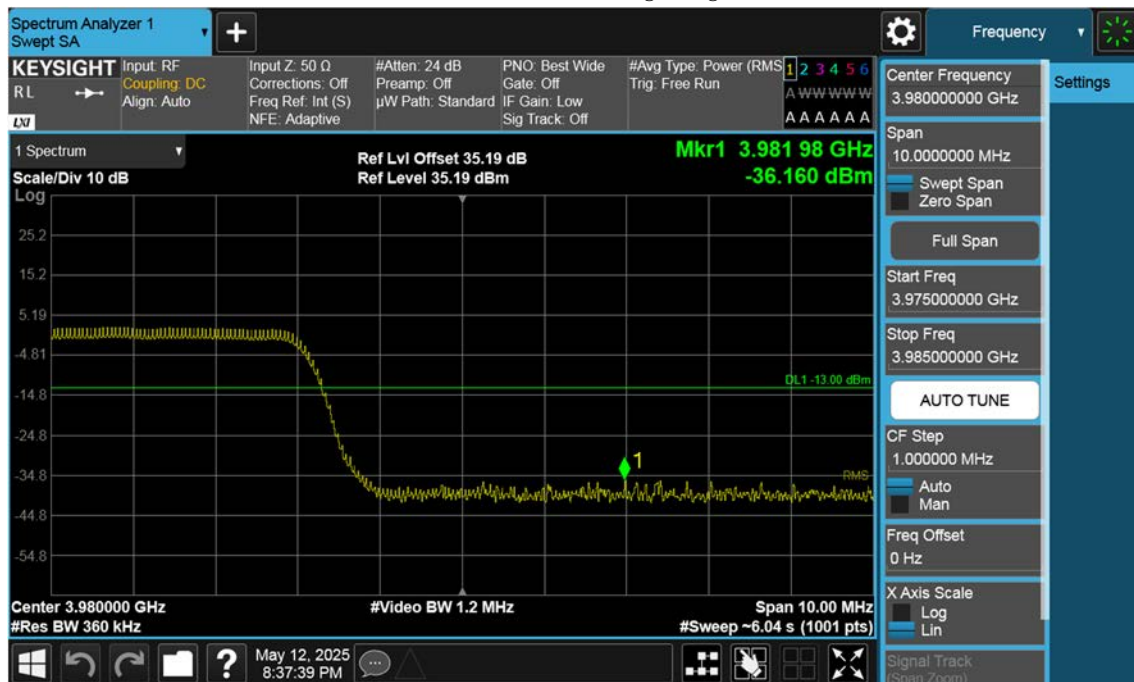 Spectrum Analyzer 1
Swept SA
Frequency
KEYSIGHT
RL
LXI
Input: RF
Coupling: DC
Align: Auto
Input Z: 50 Ω
Corrections: Off
Freq Ref: Int (S)
NFE: Adaptive
#Atten: 24 dB
Preamp: Off
µW Path: Standard
PNO: Best Wide
Gate: Off
IF Gain: Low
Sig Track: Off
#Avg Type: Power (RMS
Trig: Free Run
1 2 3 4 5 6
A W W W W W
A A A A A A
1 Spectrum
Scale/Div 10 dB
Ref Lvl Offset 35.19 dB
Ref Level 35.19 dBm
Mkr1 3.981 98 GHz
-36.160 dBm
Log
25.2
15.2
5.19
-4.81
-14.8
-24.8
-34.8
-44.8
-54.8
DL1 -13.00 dBm
1
RMS
Center 3.980000 GHz
#Video BW 1.2 MHz
Span 10.00 MHz
#Res BW 360 kHz
#Sweep ~6.04 s (1001 pts)
Center Frequency
3.980000000 GHz
Settings
Span
10.0000000 MHz
Swept Span
Zero Span
Full Span
Start Freq
3.975000000 GHz
Stop Freq
3.985000000 GHz
AUTO TUNE
CF Step
1.000000 MHz
Auto
Man
Freq Offset
0 Hz
X Axis Scale
Log
Lin
Signal Track
(Span Zoom)
May 12, 2025
8:37:39 PM